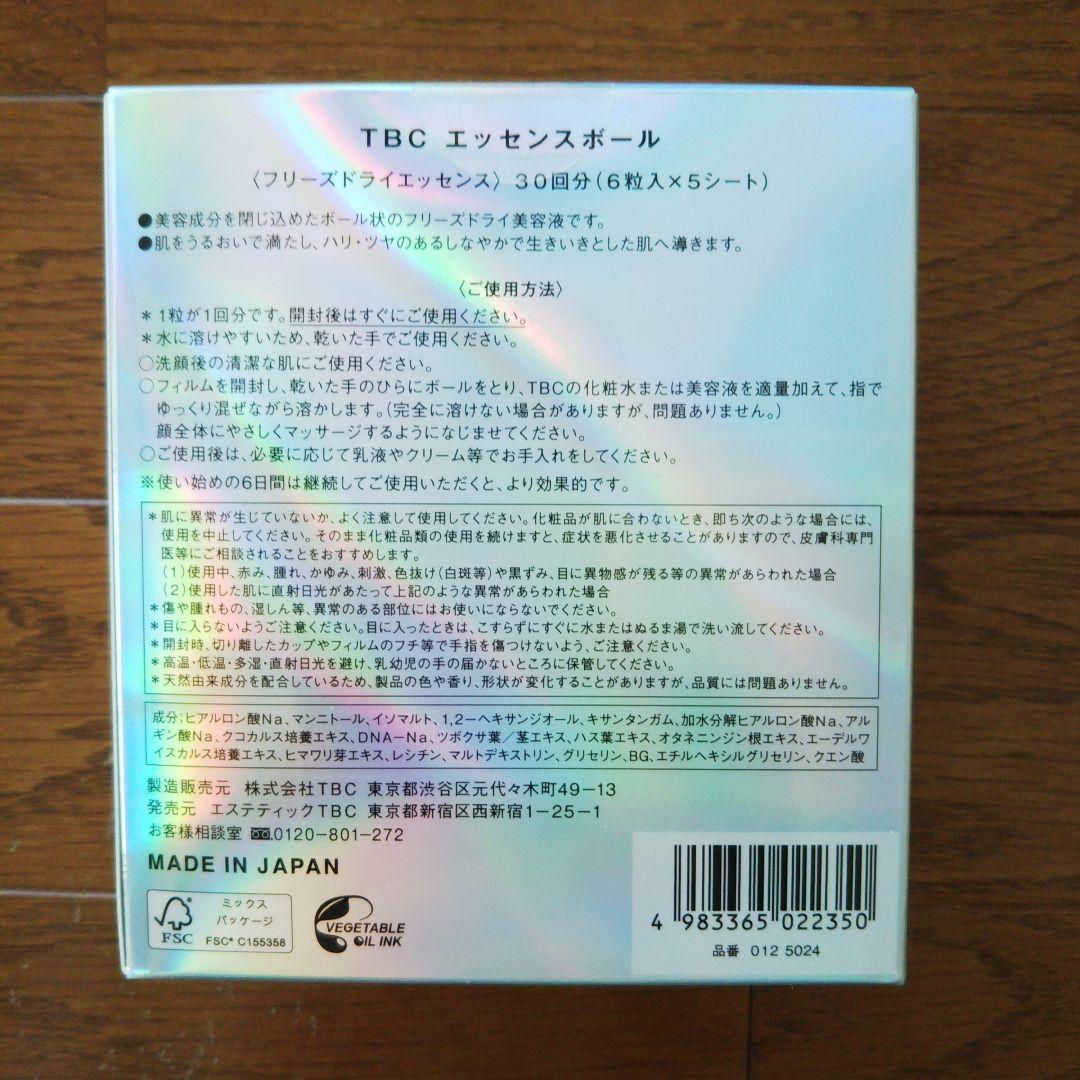 TBC エッセンスボール
〈フリーズドライエッセンス〉30回分(6粒入×5シート)
●美容成分を閉じ込めたボール状のフリーズドライ美容液です。
●肌をうるおいで満たし、ハリ・ツヤのあるしなやかで生きいきとした肌へ導きます。
〈ご使用方法〉
＊1粒が1回分です。開封後はすぐにご使用ください。
＊水に溶けやすいため、乾いた手でご使用ください。
○洗顔後の清潔な肌にご使用ください。
○フィルムを開封し、乾いた手のひらにボールをとり、TBCの化粧水または美容液を適量加えて、指で
ゆっくり混ぜながら溶かします。(完全に溶けない場合がありますが、問題ありません。)
顔全体にやさしくマッサージするようになじませてください。
○ご使用後は、必要に応じて乳液やクリーム等でお手入れをしてください。
※使い始めの6日間は継続してご使用いただくと、より効果的です。
＊肌に異常が生じていないか、よく注意して使用してください。化粧品が肌に合わないとき、即ち次のような場合には、
使用を中止してください。そのまま化粧品類の使用を続けますと、症状を悪化させることがありますので、皮膚科専門
医等にご相談されることをおすすめします。
(1)使用中、赤み、腫れ、かゆみ、刺激、色抜け(白斑等)や黒ずみ、目に異物感が残る等の異常があらわれた場合
(2)使用した肌に直射日光があたって上記のような異常があらわれた場合
＊傷や腫れもの、湿しん等、異常のある部位にはお使いにならないでください。
＊目に入らないようご注意ください。目に入ったときは、こすらずにすぐに水またはぬるま湯で洗い流してください。
＊開封時、切り離したカップやフィルムのフチ等で手指を傷つけないよう、ご注意ください。
＊高温・低温・多湿・直射日光を避け、乳幼児の手の届かないところに保管してください。
＊天然由来成分を配合しているため、製品の色や香り、形状が変化することがありますが、品質には問題ありません。
成分:ヒアルロン酸Na、マンニトール、イソマルト、1,2-ヘキサンジオール、キサンタンガム、加水分解ヒアルロン酸Na、アル
ギン酸Na、クコカルス培養エキス、DNA-Na、ツボクサ葉／茎エキス、ハス葉エキス、オタネニンジン根エキス、エーデルワ
イスカルス培養エキス、ヒマワリ芽エキス、レシチン、マルトデキストリン、グリセリン、BG、エチルヘキシルグリセリン、クエン酸
製造販売元 株式会社TBC 東京都渋谷区元代々木町49-13
発売元 エステティックTBC 東京都新宿区西新宿1-25-1
お客様相談室 0120-801-272
MADE IN JAPAN
FSC
ミックス
パッケージ
FSC® C155358
VEGETABLE
OIL INK
4 983365 022350
品番 012 5024